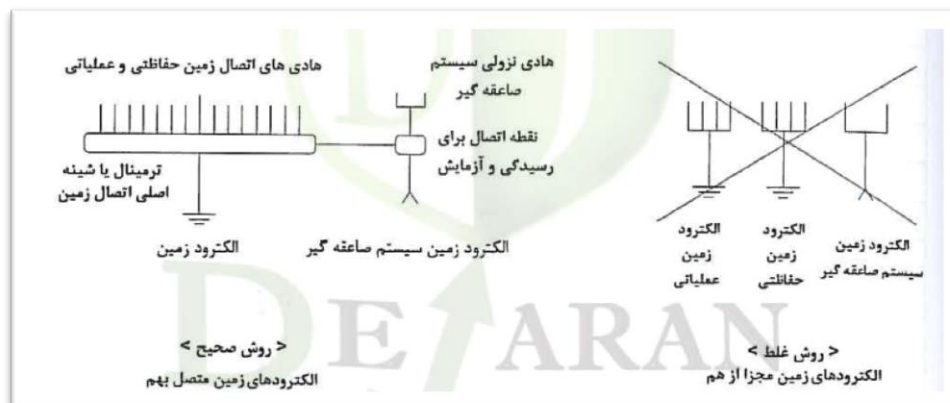 هادی های اتصال زمین حفاظتی و عملیاتی
هادی نزولی سیستم
صاعقه گیر
نقطه اتصال برای
رسیدگی و آزمایش
ترمینال یا شینه
اصلی اتصال زمین
الکترود زمین
الکترود زمین سیستم صاعقه گیر
< روش صحیح >
الکترودهای زمین متصل بهم
الکترود
زمین
عملیاتی
الکترود
زمین
حفاظتی
الکترود زمین
سیستم صاعقه گیر
< روش غلط >
الکترودهای زمین مجزا از هم
DE ARAN